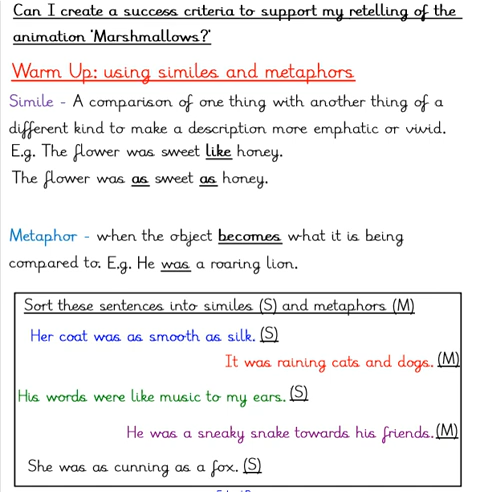 Can I create a success criteria to support my retelling of the
animation 'Marshmallows?'
Warm Up: using similes and metaphors
Simile - A comparison of one thing with another thing of a
different kind to make a description more emphatic or vivid.
E.g. The flower was sweet like honey.
The flower was as sweet as honey.
Metaphor - when the object becomes what it is being
compared to. E.g. He was a roaring lion.
Sort these sentences into similes (S) and metaphors (M)
Her coat was as smooth as silk. (S)
It was raining cats and dogs. (M)
His words were like music to my ears. (S)
He was a sneaky snake towards his friends. (M)
She was as cunning as a fox. (S)